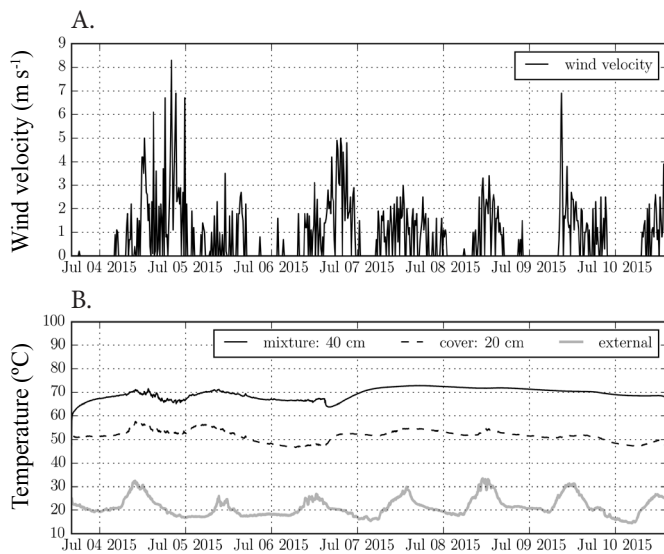 A.
Wind velocity (m s⁻¹)
9
8
7
6
5
4
3
2
1
0
wind velocity
Jul 04 2015 Jul 05 2015 Jul 06 2015 Jul 07 2015 Jul 08 2015 Jul 09 2015 Jul 10 2015
B.
Temperature (ºC)
100
90
80
70
60
50
40
30
20
10
mixture: 40 cm cover: 20 cm external
Jul 04 2015 Jul 05 2015 Jul 06 2015 Jul 07 2015 Jul 08 2015 Jul 09 2015 Jul 10 2015